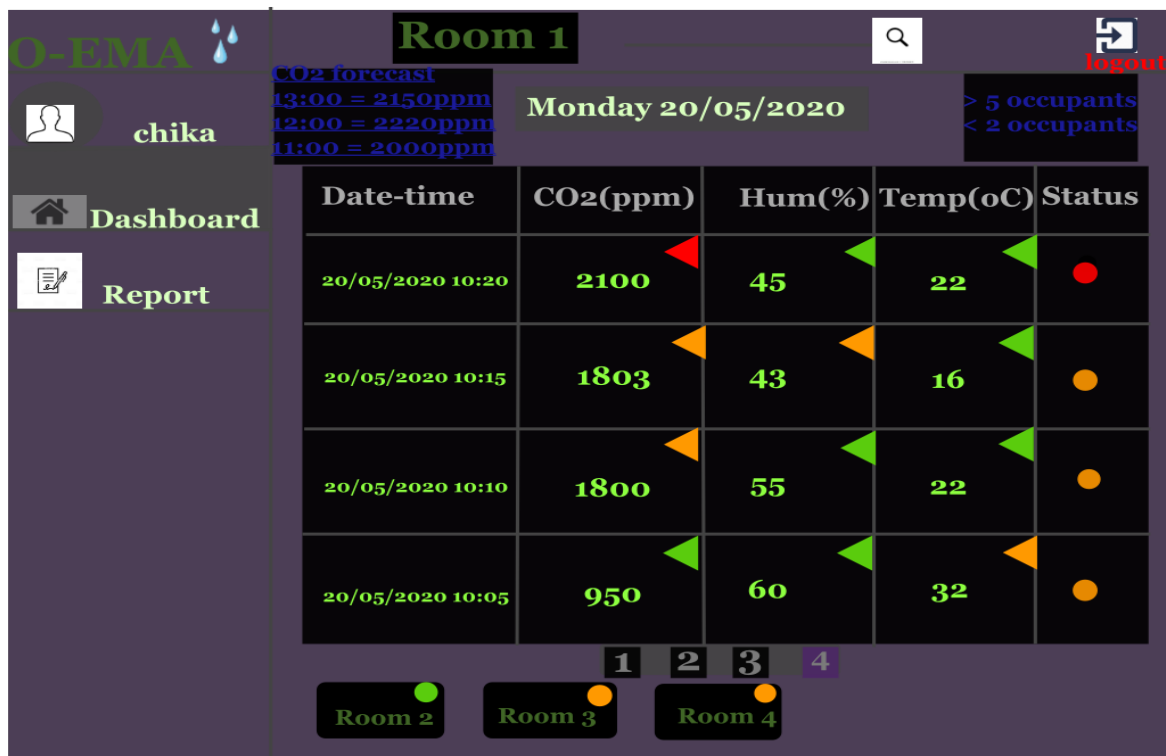 O-EMA
Room 1
logout
CO2 forecast
13:00 = 2150ppm
12:00 = 2220ppm
11:00 = 2000ppm
Monday 20/05/2020
> 5 occupants
< 2 occupants
chika
Dashboard
Report
Date-time CO2(ppm) Hum(%) Temp(oC) Status
20/05/2020 10:20 2100 45 22
20/05/2020 10:15 1803 43 16
20/05/2020 10:10 1800 55 22
20/05/2020 10:05 950 60 32
1 2 3 4
Room 2 Room 3 Room 4